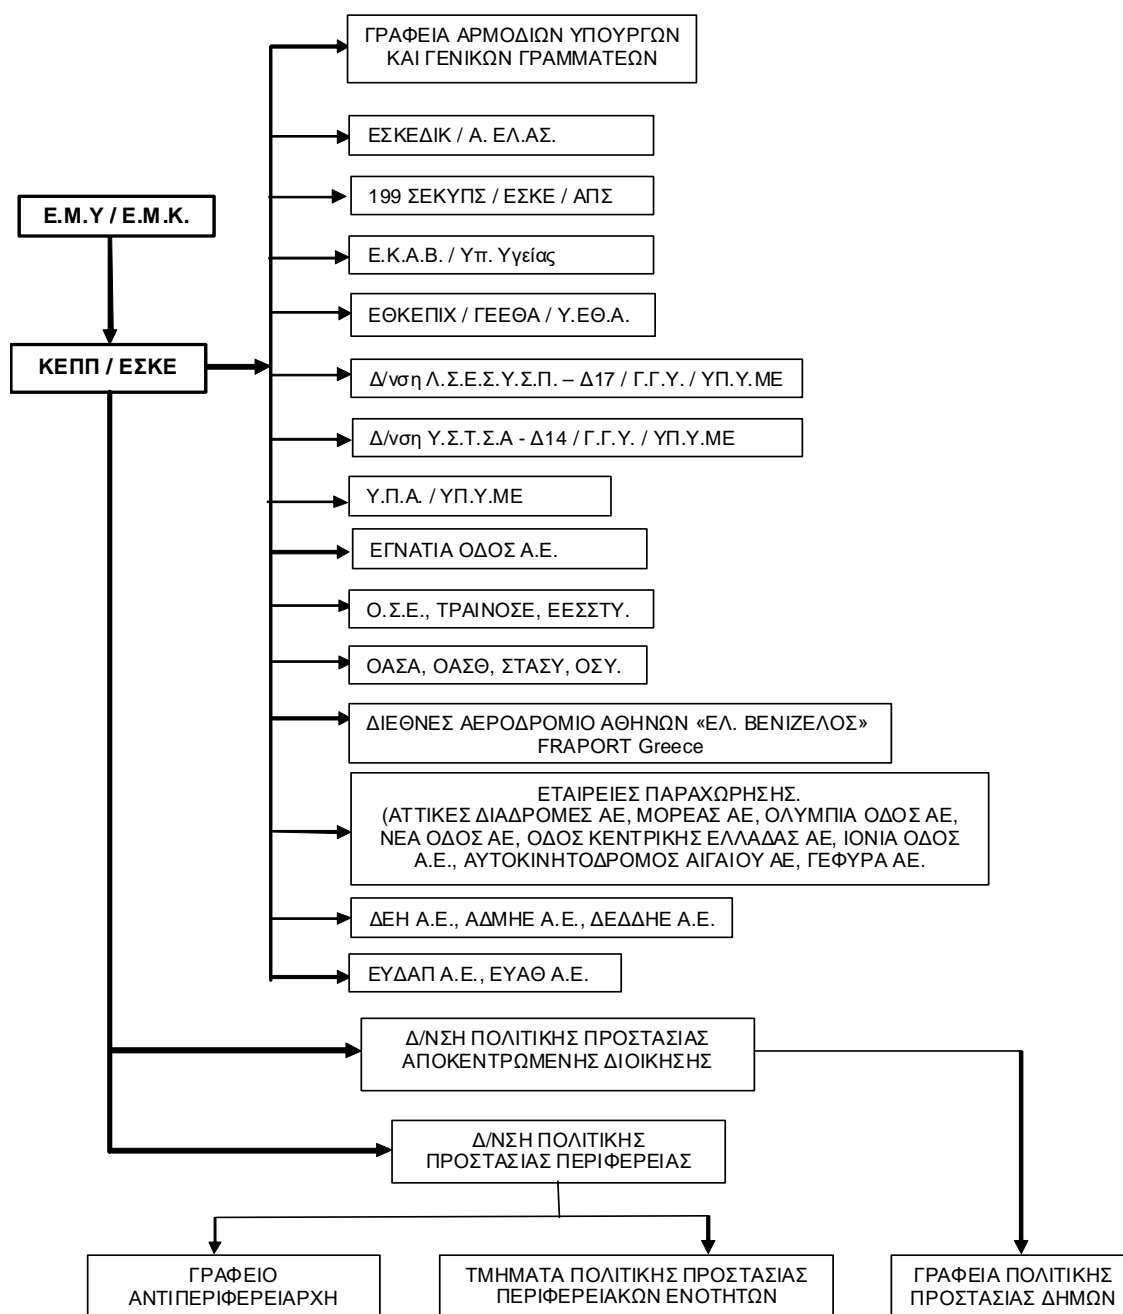 ΓΡΑΦΕΙΑ ΑΡΜΟΔΙΩΝ ΥΠΟΥΡΓΩΝ
ΚΑΙ ΓΕΝΙΚΩΝ ΓΡΑΜΜΑΤΕΩΝ
ΕΣΚΕΔΙΚ / Α. ΕΛ.ΑΣ.
199 ΣΕΚΥΠΣ / ΕΣΚΕ / ΑΠΣ
Ε.Μ.Υ / Ε.Μ.Κ.
Ε.Κ.Α.Β. / Υπ. Υγείας
ΕΘΚΕΠΙΧ / ΓΕΕΘΑ / Υ.ΕΘ.Α.
ΚΕΠΠ / ΕΣΚΕ
Δ/νση Λ.Σ.Ε.Σ.Υ.Σ.Π. – Δ17 / Γ.Γ.Υ. / ΥΠ.Υ.ΜΕ
Δ/νση Υ.Σ.Τ.Σ.Α - Δ14 / Γ.Γ.Υ. / ΥΠ.Υ.ΜΕ
Υ.Π.Α. / ΥΠ.Υ.ΜΕ
ΕΓΝΑΤΙΑ ΟΔΟΣ Α.Ε.
Ο.Σ.Ε., ΤΡΑΙΝΟΣΕ, ΕΕΣΣΤΥ.
ΟΑΣΑ, ΟΑΣΘ, ΣΤΑΣΥ, ΟΣΥ.
ΔΙΕΘΝΕΣ ΑΕΡΟΔΡΟΜΙΟ ΑΘΗΝΩΝ «ΕΛ. ΒΕΝΙΖΕΛΟΣ»
FRAPORT Greece
ΕΤΑΙΡΕΙΕΣ ΠΑΡΑΧΩΡΗΣΗΣ.
(ΑΤΤΙΚΕΣ ΔΙΑΔΡΟΜΕΣ ΑΕ, ΜΟΡΕΑΣ ΑΕ, ΟΛΥΜΠΙΑ ΟΔΟΣ ΑΕ,
ΝΕΑ ΟΔΟΣ ΑΕ, ΟΔΟΣ ΚΕΝΤΡΙΚΗΣ ΕΛΛΑΔΑΣ ΑΕ, ΙΟΝΙΑ ΟΔΟΣ
Α.Ε., ΑΥΤΟΚΙΝΗΤΟΔΡΟΜΟΣ ΑΙΓΑΙΟΥ ΑΕ, ΓΕΦΥΡΑ ΑΕ.
ΔΕΗ Α.Ε., ΑΔΜΗΕ Α.Ε., ΔΕΔΔΗΕ Α.Ε.
ΕΥΔΑΠ Α.Ε., ΕΥΑΘ Α.Ε.
Δ/ΝΣΗ ΠΟΛΙΤΙΚΗΣ ΠΡΟΣΤΑΣΙΑΣ
ΑΠΟΚΕΝΤΡΩΜΕΝΗΣ ΔΙΟΙΚΗΣΗΣ
Δ/ΝΣΗ ΠΟΛΙΤΙΚΗΣ
ΠΡΟΣΤΑΣΙΑΣ ΠΕΡΙΦΕΡΕΙΑΣ
ΓΡΑΦΕΙΟ
ΑΝΤΙΠΕΡΙΦΕΡΕΙΑΡΧΗ
ΤΜΗΜΑΤΑ ΠΟΛΙΤΙΚΗΣ ΠΡΟΣΤΑΣΙΑΣ
ΠΕΡΙΦΕΡΕΙΑΚΩΝ ΕΝΟΤΗΤΩΝ
ΓΡΑΦΕΙΑ ΠΟΛΙΤΙΚΗΣ
ΠΡΟΣΤΑΣΙΑΣ ΔΗΜΩΝ